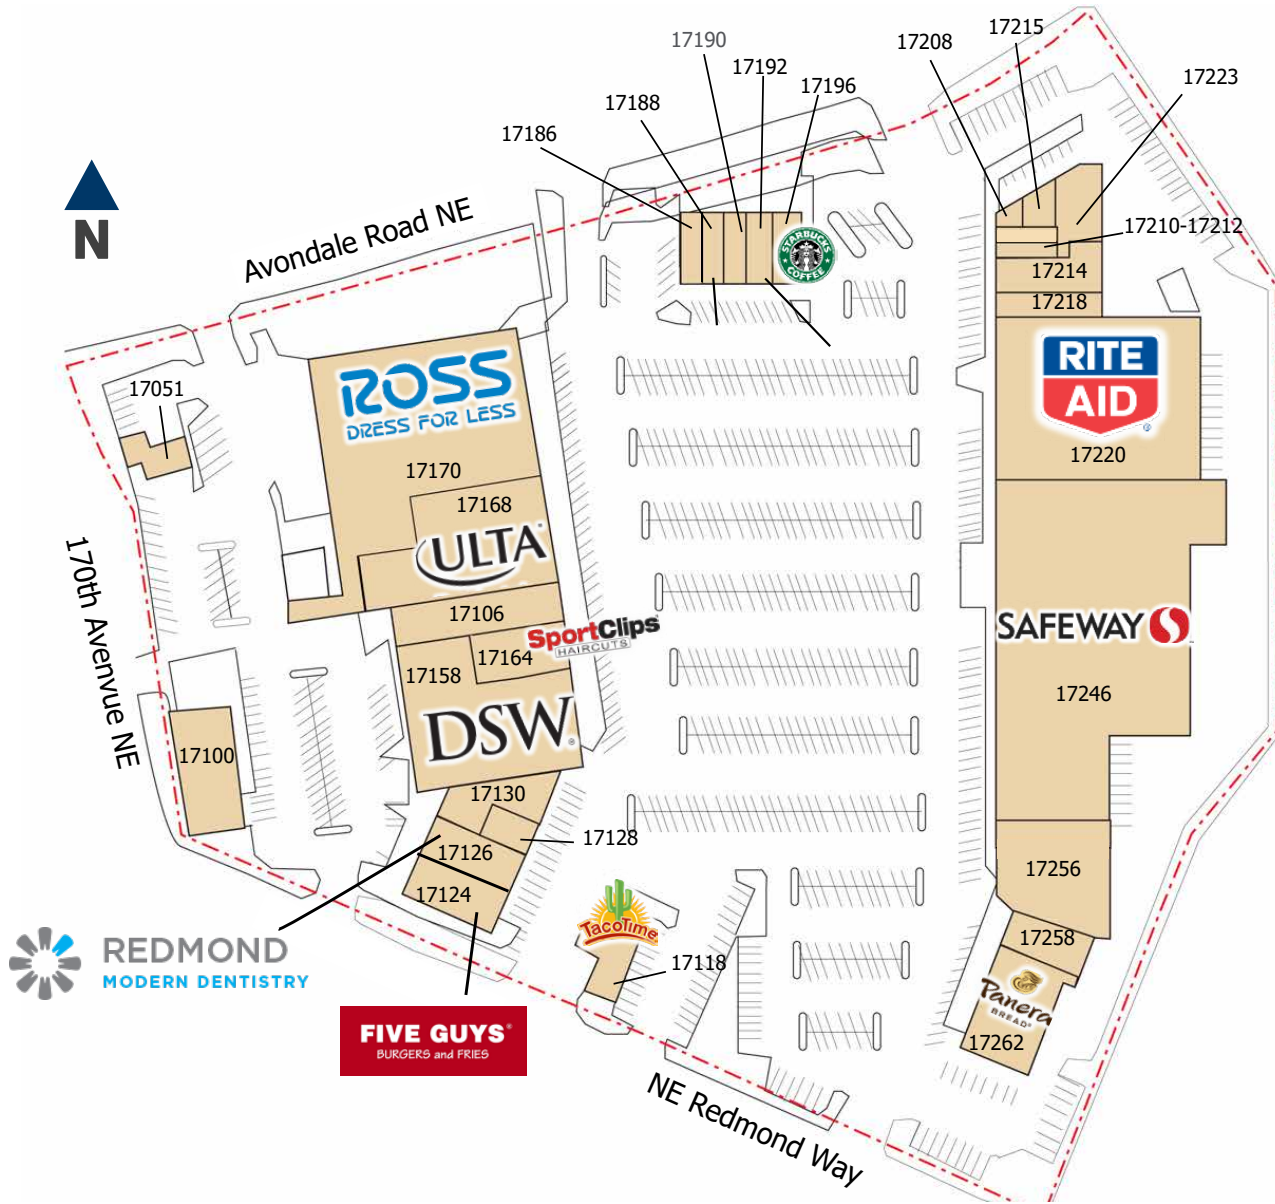 17215
17190
17208
17192
17223
17196
17188
17186
N
Avondale Road NE
STARBUCKS
COFFEE
17210-17212
17214
17218
ROSS
DRESS FOR LESS
RITE
AID
17051
17220
17170
17168
ULTA
170th Avenvue NE
17106
SportClips
HAIRCUTS
SAFEWAY
17164
17158
17246
DSW
17100
17130
17128
17126
17256
17124
TacoTime
17258
REDMOND
MODERN DENTISTRY
17118
Panera
BREAD
17262
FIVE GUYS
BURGERS and FRIES
NE Redmond Way